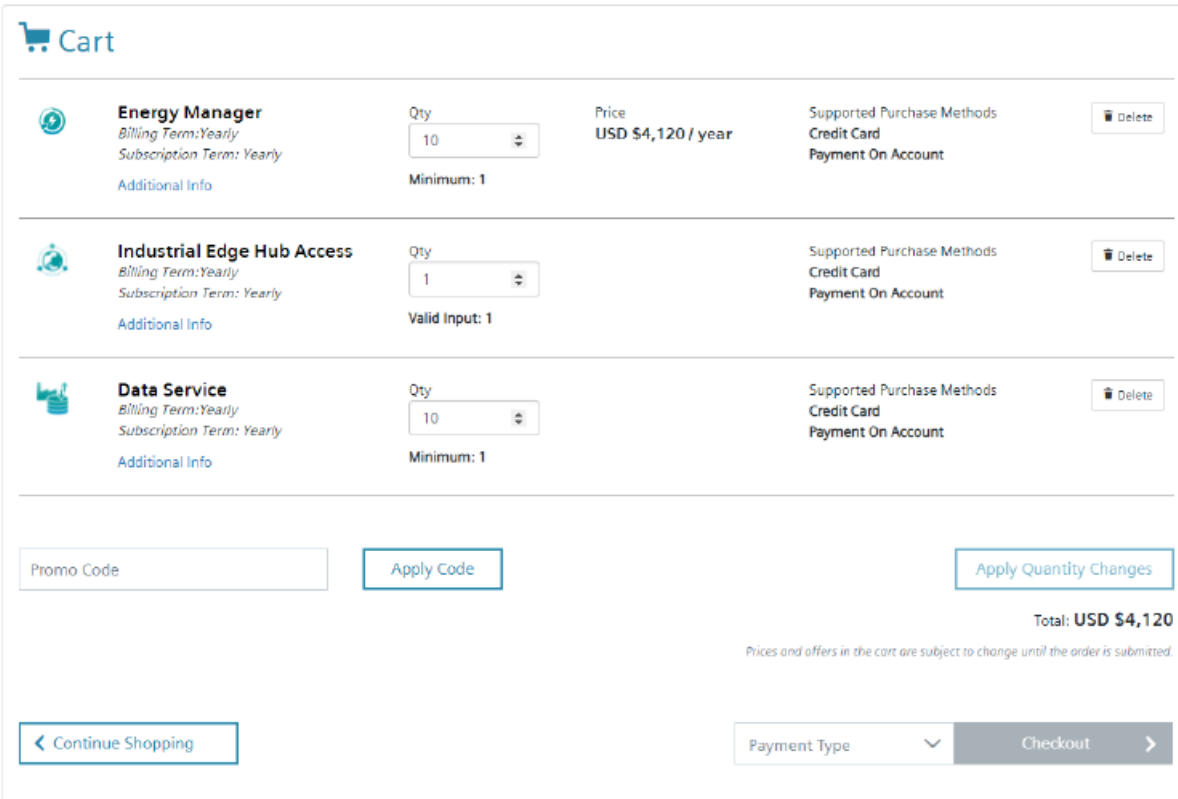 Cart
Energy Manager
Billing Term:Yearly
Subscription Term: Yearly
Additional Info
Qty
10
Minimum: 1
Price
USD $4,120 / year
Supported Purchase Methods
Credit Card
Payment On Account
Delete
Industrial Edge Hub Access
Billing Term:Yearly
Subscription Term: Yearly
Additional Info
Qty
1
Valid Input: 1
Supported Purchase Methods
Credit Card
Payment On Account
Delete
Data Service
Billing Term:Yearly
Subscription Term: Yearly
Additional Info
Qty
10
Minimum: 1
Supported Purchase Methods
Credit Card
Payment On Account
Delete
Promo Code
Apply Code
Apply Quantity Changes
Total: USD $4,120
Prices and offers in the cart are subject to change until the order is submitted.
Continue Shopping
Payment Type
Checkout